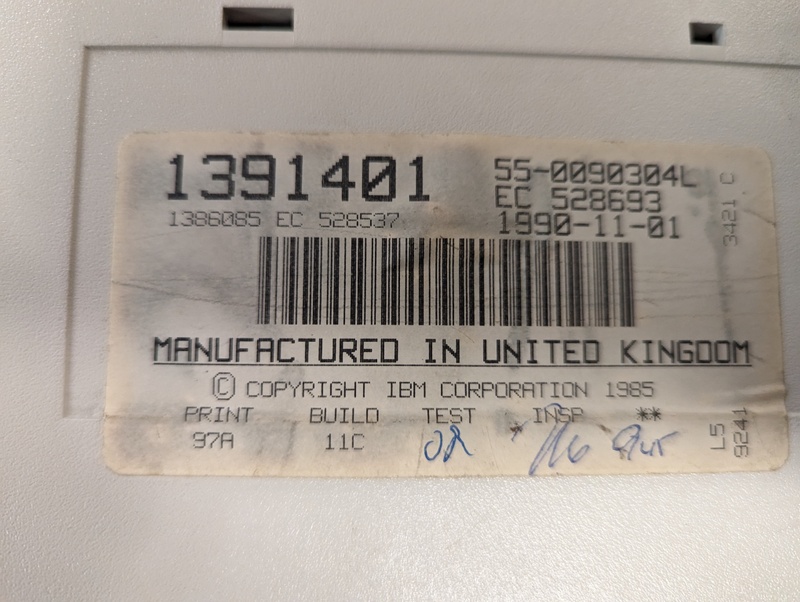 1391401
55-0090304L
EC 528693
1386085 EC 528537
1990-11-01
3421 C
MANUFACTURED IN UNITED KINGDOM
© COPYRIGHT IBM CORPORATION 1985
PRINT BUILD TEST INSP **
97A 11C
L5
9241